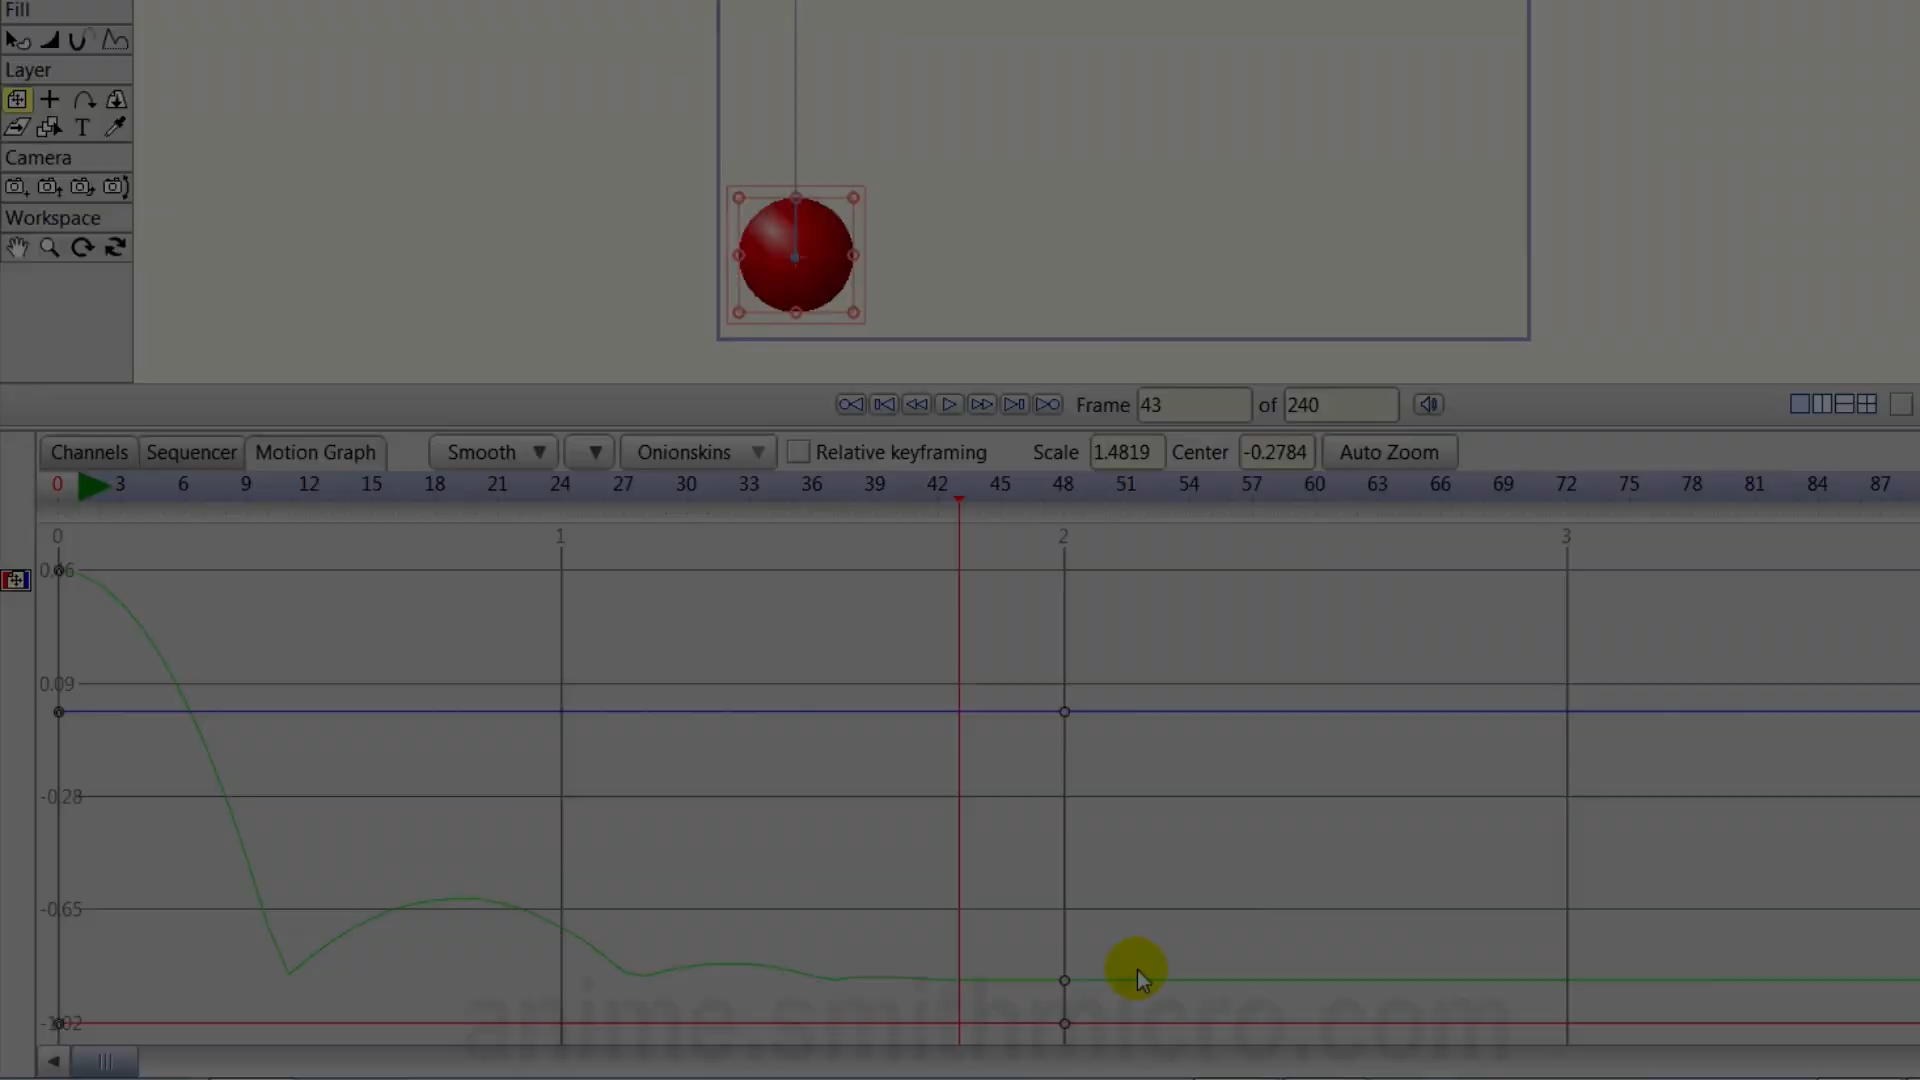 Fill
Layer
T
Camera
Workspace
Frame 43 of 240
Channels Sequencer Motion Graph Smooth Onionskins Relative keyframing Scale 1.4819 Center -0.2784 Auto Zoom
0 3 6 9 12 15 18 21 24 27 30 33 36 39 42 45 48 51 54 57 60 63 66 69 72 75 78 81 84 87
0 1 2 3
0.09
-0.28
-0.65
anime.smithmicro.com